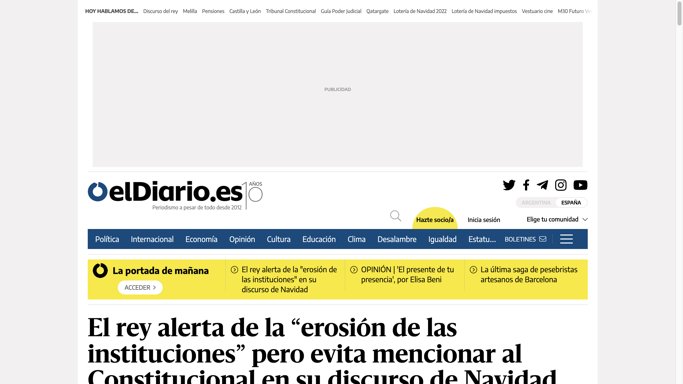 HOY HABLAMOS DE... Discurso del rey Melilla Pensiones Castilla y León Tribunal Constitucional Guía Poder Judicial Qatargate Lotería de Navidad 2022 Lotería de Navidad impuestos Vestuario cine M30 Futuro
PUBLICIDAD
elDiario.es
10 AÑOS
Periodismo a pesar de todo desde 2012
ARGENTINA ESPAÑA
Hazte socio/a Inicia sesión Elige tu comunidad
Política Internacional Economía Opinión Cultura Educación Clima Desalambre Igualdad Estatu... BOLETINES
La portada de mañana
ACCEDER
El rey alerta de la "erosión de
las instituciones" en su
discurso de Navidad
OPINIÓN | 'El presente de tu
presencia', por Elisa Beni
La última saga de pesebristas
artesanos de Barcelona
El rey alerta de la “erosión de las
instituciones” pero evita mencionar al
Constitucional en su discurso de Navidad